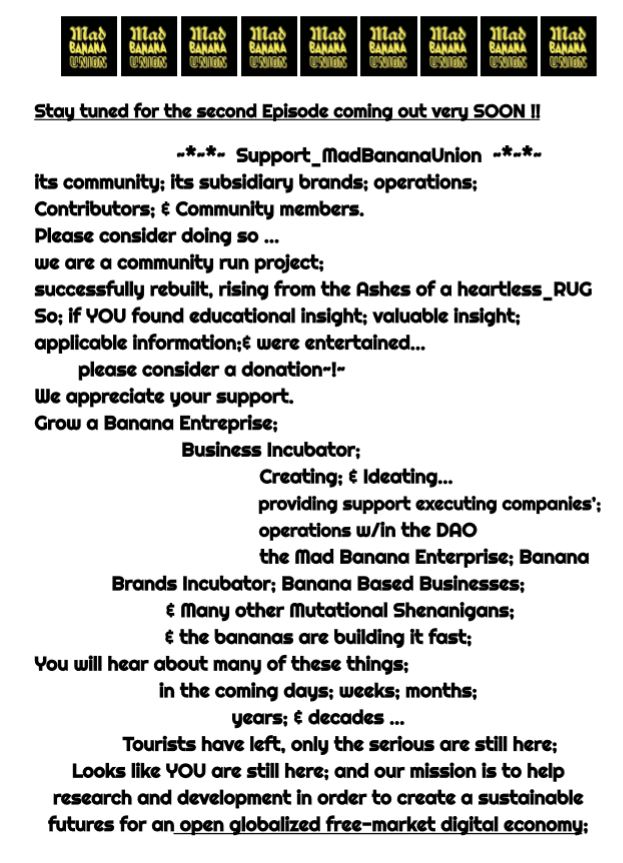 Mad Mad Mad Mad Mad Mad Mad Mad Mad
BANANA BANANA BANANA BANANA BANANA BANANA BANANA BANANA BANANA
UNION UNION UNION UNION UNION UNION UNION UNION UNION
Stay tuned for the second Episode coming out very SOON !!
~*~*~ Support_MadBananaUnion ~*~*~
its community; its subsidiary brands; operations;
Contributors; & Community members.
Please consider doing so ...
we are a community run project;
successfully rebuilt, rising from the Ashes of a heartless_RUG
So; if YOU found educational insight; valuable insight;
applicable information;& were entertained...
please consider a donation~!~
We appreciate your support.
Grow a Banana Entreprise;
Business Incubator;
Creating; & Ideating...
providing support executing companies';
operations w/in the DAO
the Mad Banana Enterprise; Banana
Brands Incubator; Banana Based Businesses;
& Many other Mutational Shenanigans;
& the bananas are building it fast;
You will hear about many of these things;
in the coming days; weeks; months;
years; & decades ...
Tourists have left, only the serious are still here;
Looks like YOU are still here; and our mission is to help
research and development in order to create a sustainable
futures for an open globalized free-market digital economy;